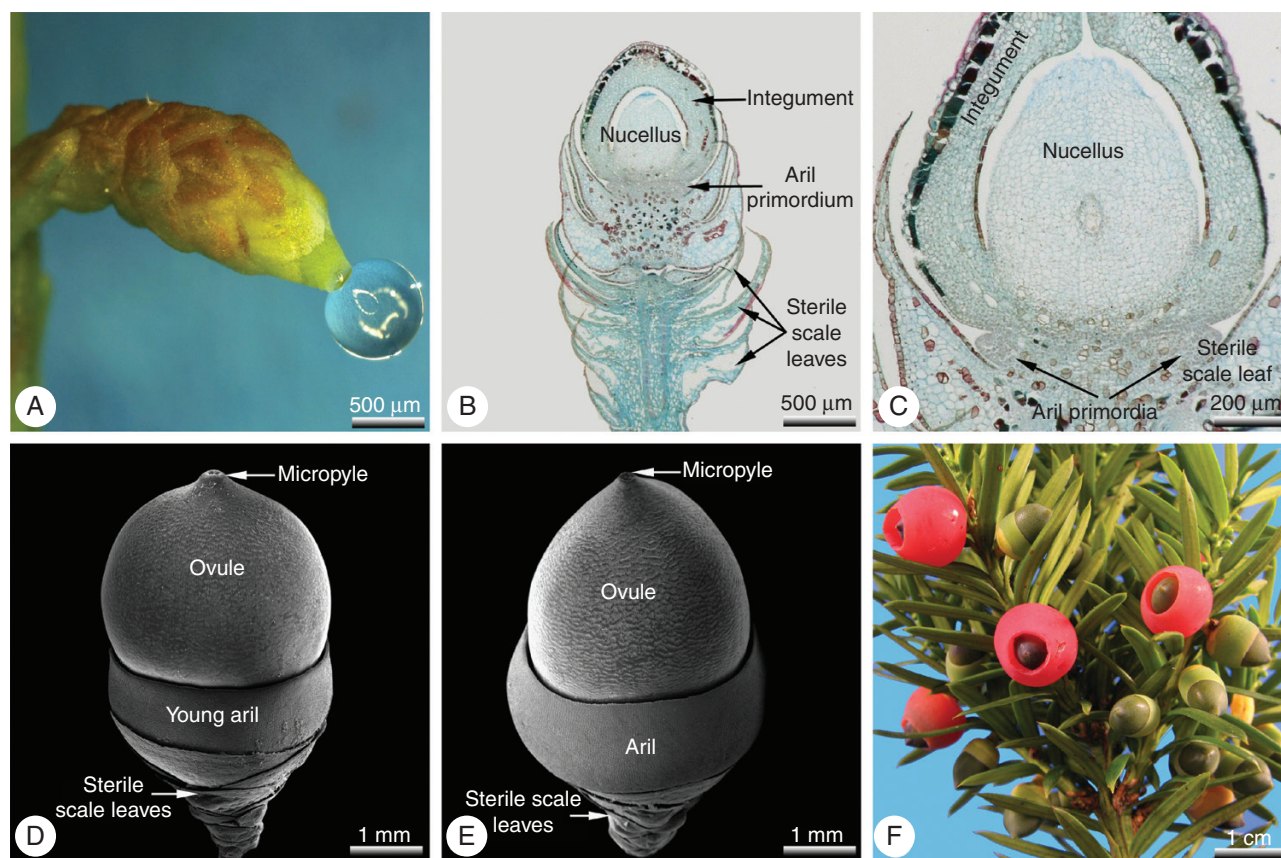 A
500 μm
Integument
Nucellus
Aril
primordium
Sterile
scale
leaves
B
500 μm
Integument
Nucellus
Sterile
scale leaf
Aril primordia
C
200 μm
Micropyle
Ovule
Young aril
Sterile
scale leaves
D
1 mm
Micropyle
Ovule
Aril
Sterile scale
leaves
E
1 mm
F
1 cm